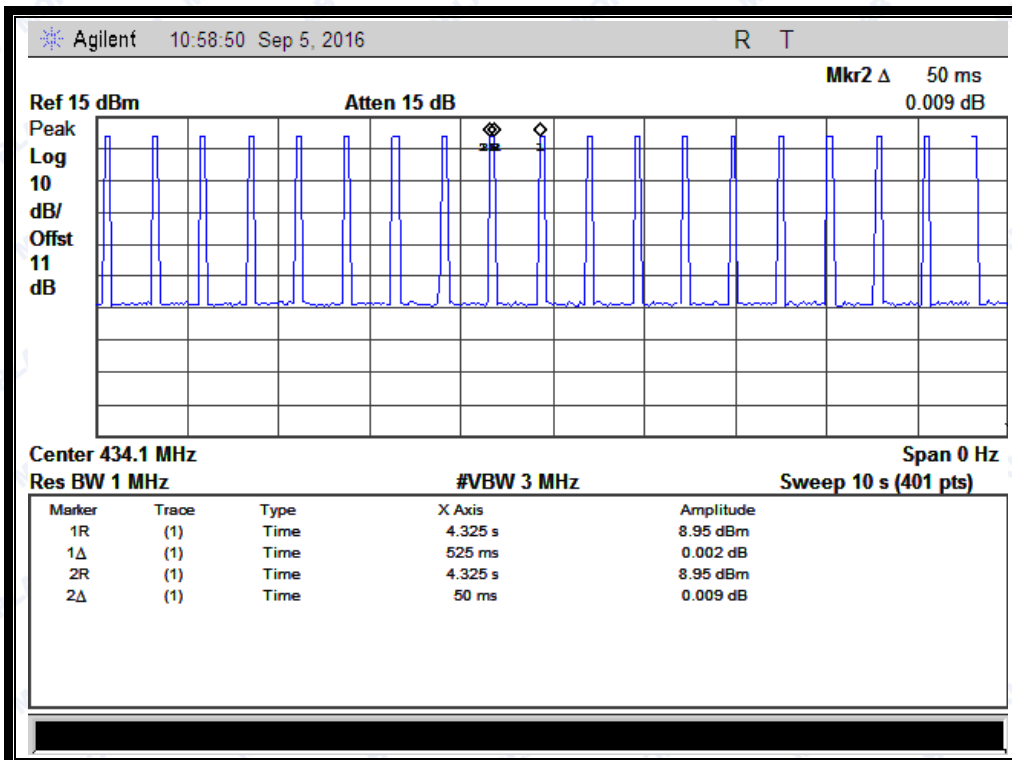 Agilent 10:58:50 Sep 5, 2016 R T
Mkr2 Δ 50 ms
Ref 15 dBm Atten 15 dB 0.009 dB
Peak
Log
10
dB/
Offst
11
dB
1
Center 434.1 MHz Span 0 Hz
Res BW 1 MHz #VBW 3 MHz Sweep 10 s (401 pts)
Marker Trace Type X Axis Amplitude
1R (1) Time 4.325 s 8.95 dBm
1Δ (1) Time 525 ms 0.002 dB
2R (1) Time 4.325 s 8.95 dBm
2Δ (1) Time 50 ms 0.009 dB